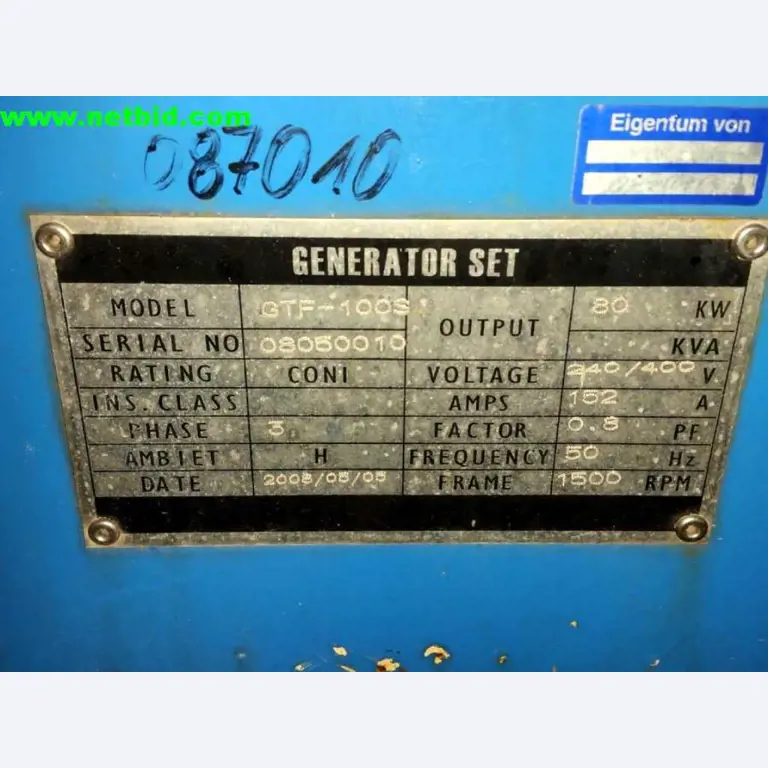 www.netbid.com
087010
Eigentum von
GENERATOR SET
MODEL GTF-100S OUTPUT 80 KW
SERIAL NO 08050010 KVA
RATING CONI VOLTAGE 240/400 V
INS.CLASS AMPS 152 A
PHASE 3 FACTOR 0.8 PF
AMBIET H FREQUENCY 50 Hz
DATE 2008/05/05 FRAME 1500 RPM